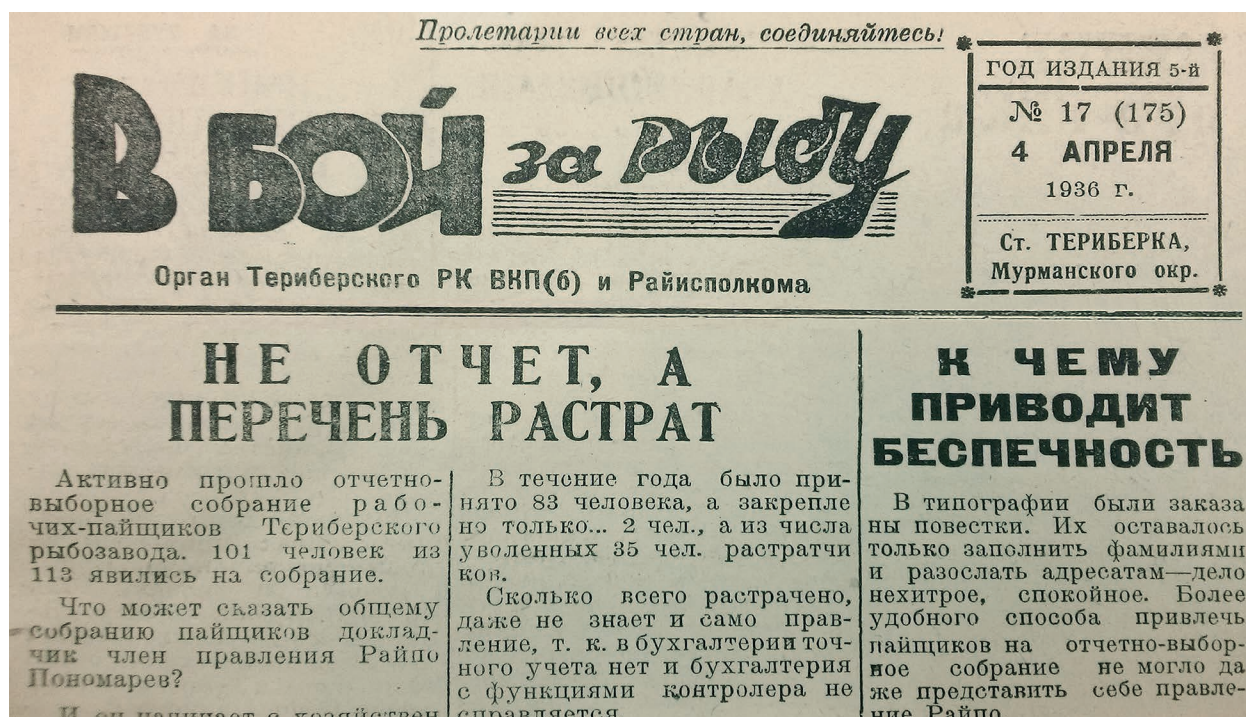 Пролетарии всех стран, соединяйтесь!
В БОЙ за РЫБУ
Орган Териберского РК ВКП(б) и Райисполкома
ГОД ИЗДАНИЯ 5-й
№ 17 (175)
4 АПРЕЛЯ
1936 г.
Ст. ТЕРИБЕРКА,
Мурманского окр.
НЕ ОТЧЕТ, А
ПЕРЕЧЕНЬ РАСТРАТ
Активно прошло отчетно-
выборное собрание рабо-
чих-пайщиков Териберского
рыбозавода. 101 человек из
113 явились на собрание.
Что может сказать общему
собранию пайщиков доклад-
чик член правления Райпо
Пономарев?
И он начинает с хозяйствен
В течение года было при-
нято 83 человека, а закрепле
но только... 2 чел., а из числа
уволенных 35 чел. растратчи
ков.
Сколько всего растрачено,
даже не знает и само прав-
ление, т. к. в бухгалтерии точ-
ного учета нет и бухгалтерия
с функциями контролера не
справляется.
К ЧЕМУ
ПРИВОДИТ
БЕСПЕЧНОСТЬ
В типографии были заказа
ны повестки. Их оставалось
только заполнить фамилиями
и разослать адресатам—дело
нехитрое, спокойное. Более
удобного способа привлечь
пайщиков на отчетно-выбор-
ное собрание не могло да
же представить себе правле-
ние Райпо.